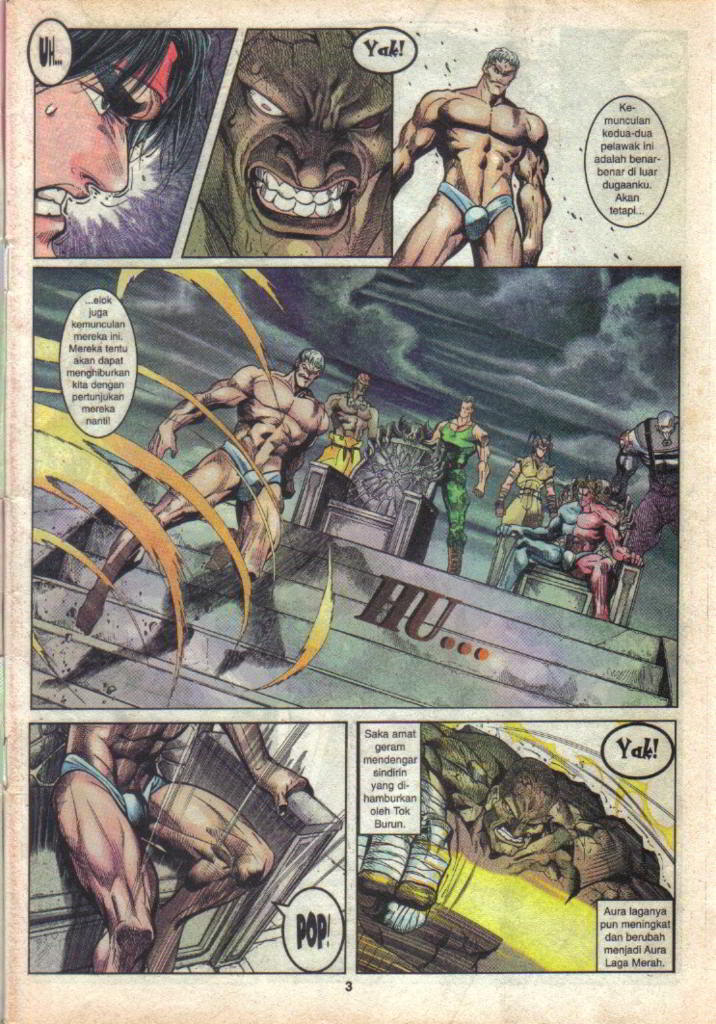 UH...
Yak!
Ke-
munculan
kedua-dua
pelawak ini
adalah benar-
benar di luar
dugaanku.
Akan
tetapi...
...elok
juga
kemunculan
mereka ini.
Mereka tentu
akan dapat
menghiburkan
kita dengan
pertunjukan
mereka
nanti!
HU...
POP!
Saka amat
geram
mendengar
sindirin
yang di-
hamburkan
oleh Tok
Burun.
Yak!
Aura laganya
pun meningkat
dan berubah
menjadi Aura
Laga Merah.
3